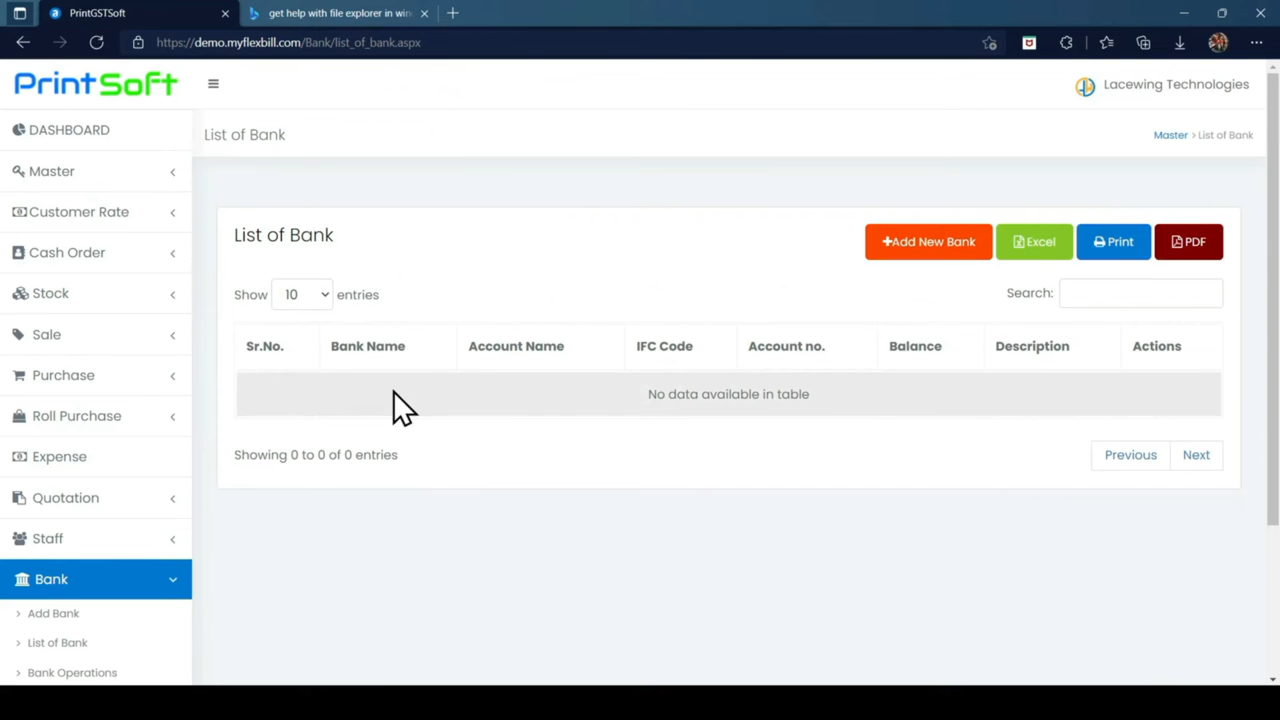 PrintGSTSoft
get help with file explorer in win
https://demo.myflexbill.com/Bank/list_of_bank.aspx
PrintSoft
Lacewing Technologies
DASHBOARD
Master
Customer Rate
Cash Order
Stock
Sale
Purchase
Roll Purchase
Expense
Quotation
Staff
Bank
Add Bank
List of Bank
Bank Operations
List of Bank
Master > List of Bank
List of Bank
+Add New Bank
Excel
Print
PDF
Show 10 entries
Search:
Sr.No. Bank Name Account Name IFC Code Account no. Balance Description Actions
No data available in table
Showing 0 to 0 of 0 entries
Previous Next